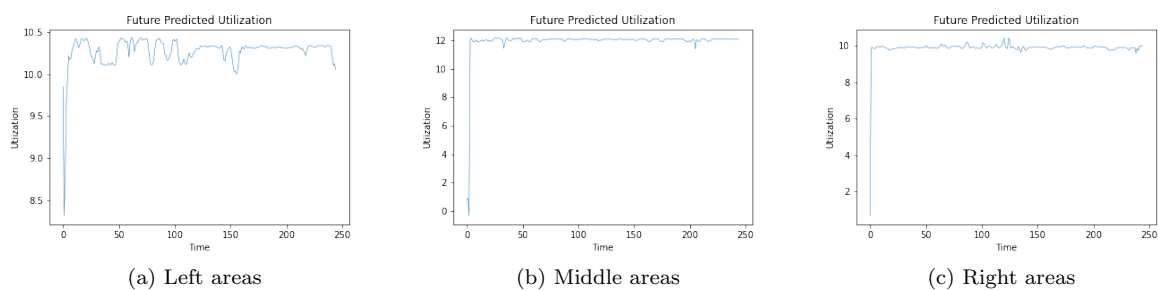 Future Predicted Utilization
10.5
10.0
9.5
9.0
8.5
Utiization
0
50
100
150
200
250
Time
(a) Left areas
Future Predicted Utilization
12
10
8
6
4
2
0
Utiization
0
50
100
150
200
250
Time
(b) Middle areas
Future Predicted Utilization
10
8
6
4
2
Utiization
0
50
100
150
200
250
Time
(c) Right areas